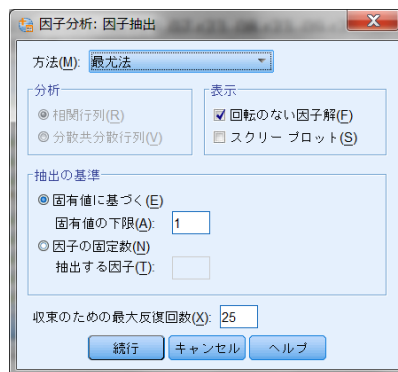 因子分析: 因子抽出
方法(M): 最尤法
分析
相関行列(R)
分散共分散行列(V)
表示
回転のない因子解(F)
スクリー プロット(S)
抽出の基準
固有値に基づく(E)
固有値の下限(A): 1
因子の固定数(N)
抽出する因子(T):
収束のための最大反復回数(X): 25
続行 キャンセル ヘルプ